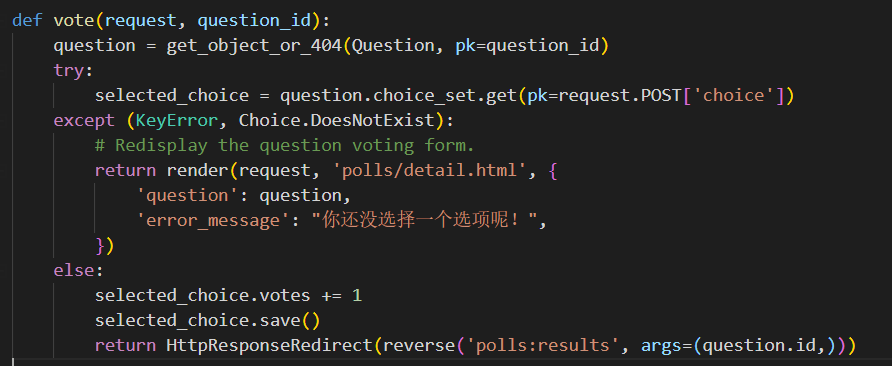 def vote(request, question_id):
    question = get_object_or_404(Question, pk=question_id)
    try:
        selected_choice = question.choice_set.get(pk=request.POST['choice'])
    except (KeyError, Choice.DoesNotExist):
        # Redisplay the question voting form.
        return render(request, 'polls/detail.html', {
            'question': question,
            'error_message': "你还没选择一个选项呢！",
        })
    else:
        selected_choice.votes += 1
        selected_choice.save()
        return HttpResponseRedirect(reverse('polls:results', args=(question.id,)))